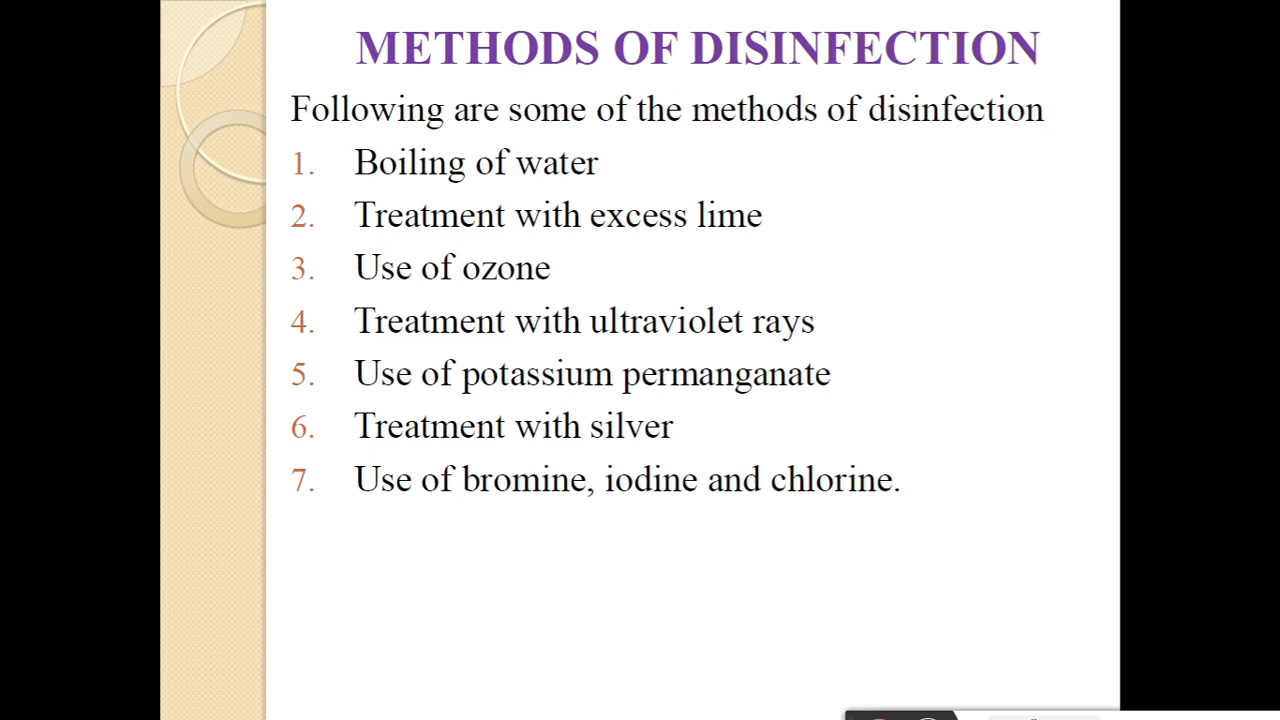 METHODS OF DISINFECTION
Following are some of the methods of disinfection
1. Boiling of water
2. Treatment with excess lime
3. Use of ozone
4. Treatment with ultraviolet rays
5. Use of potassium permanganate
6. Treatment with silver
7. Use of bromine, iodine and chlorine.